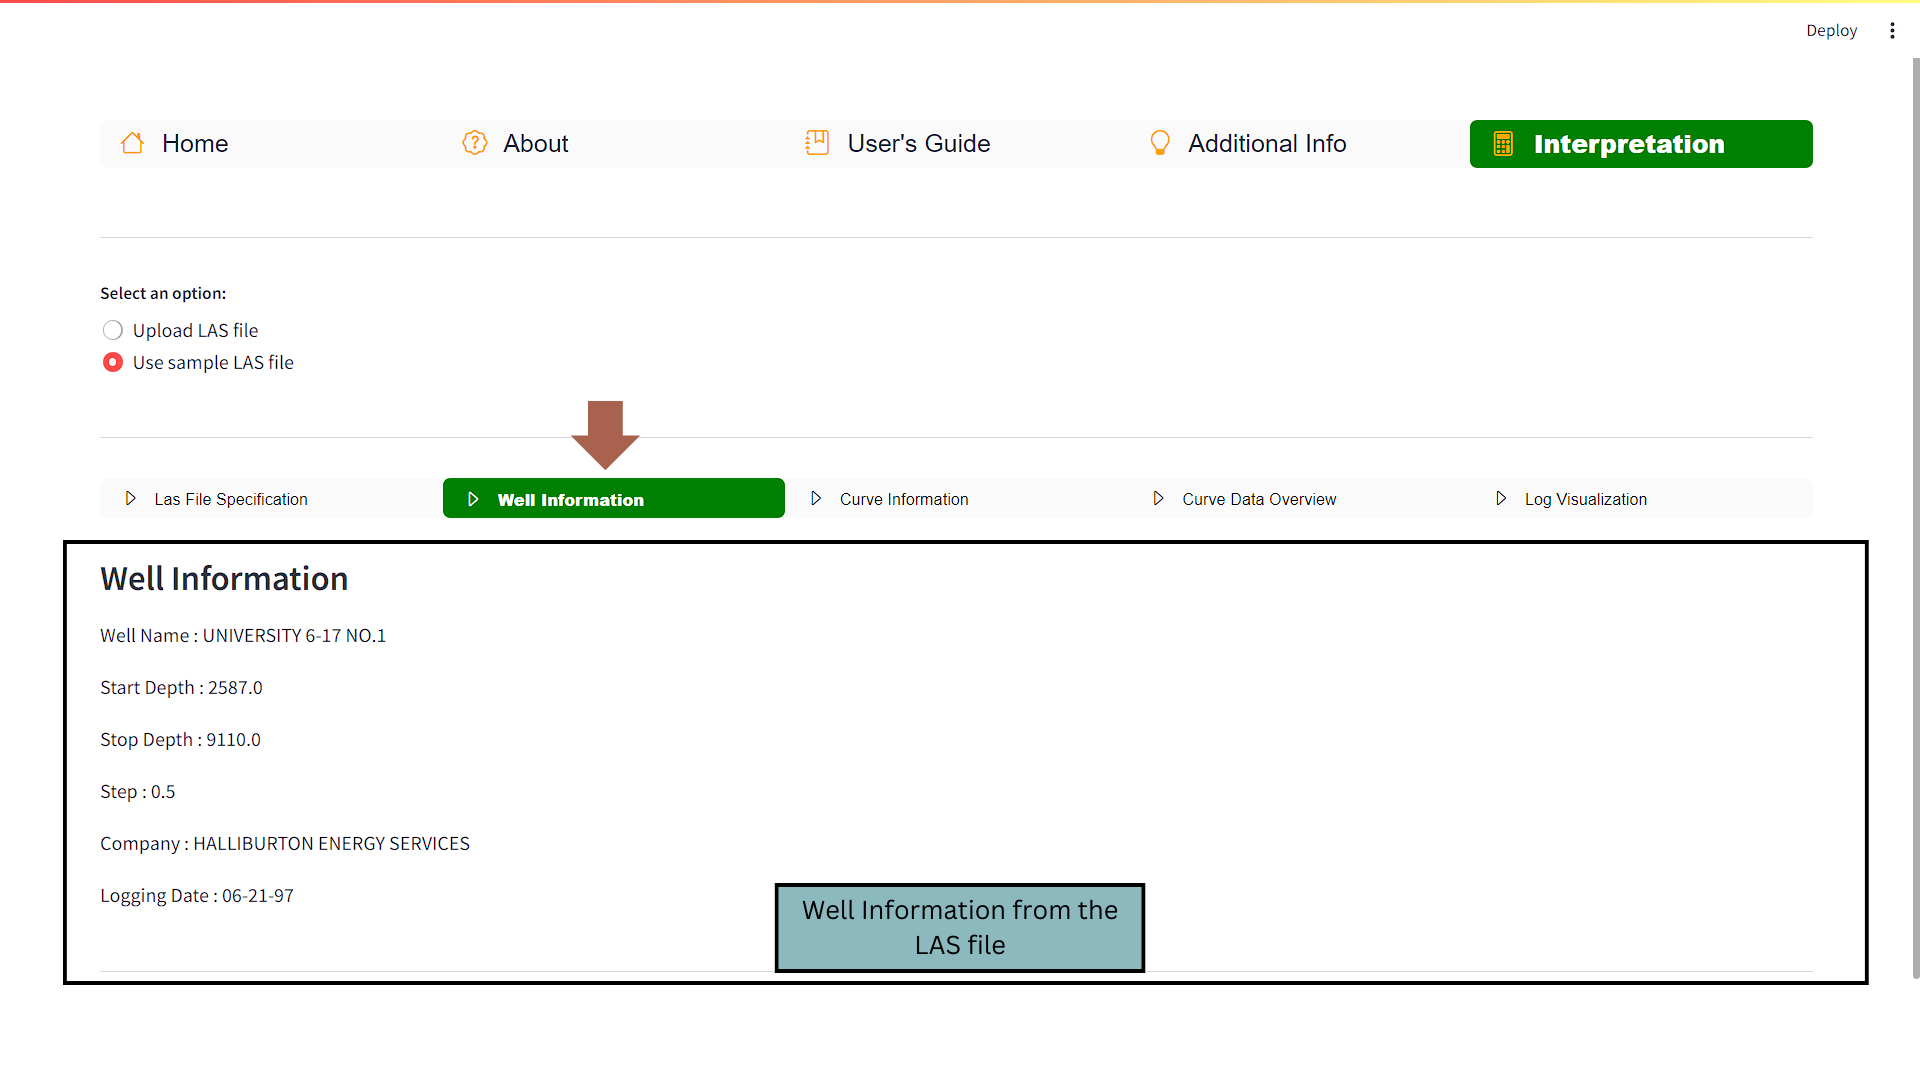 Deploy
Home
About
User's Guide
Additional Info
Interpretation
Select an option:
Upload LAS file
Use sample LAS file
Las File Specification
Well Information
Curve Information
Curve Data Overview
Log Visualization
Well Information
Well Name : UNIVERSITY 6-17 NO.1
Start Depth : 2587.0
Stop Depth : 9110.0
Step : 0.5
Company : HALLIBURTON ENERGY SERVICES
Logging Date : 06-21-97
Well Information from the
LAS file